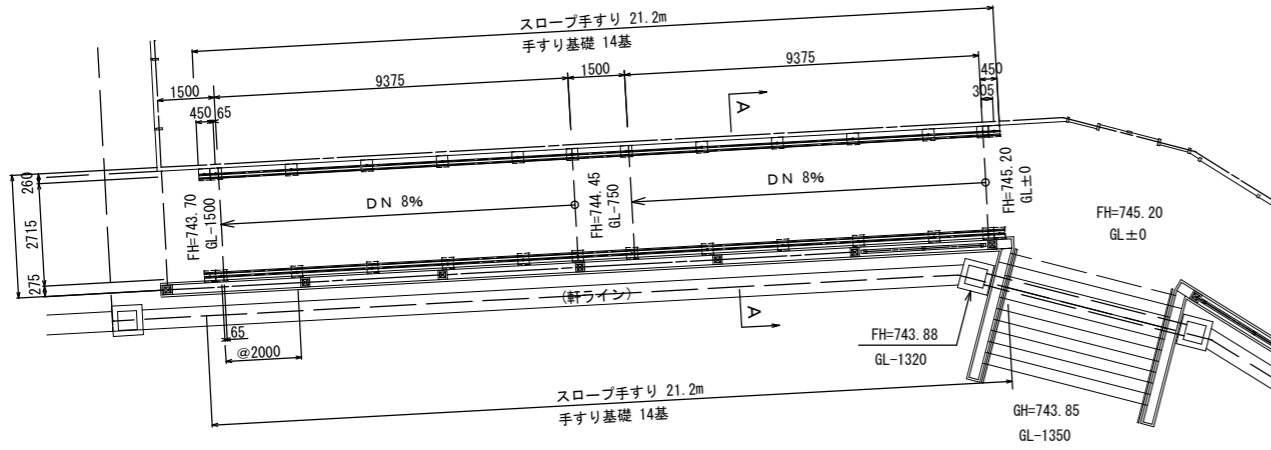 スロープ手すり 21.2m
手すり基礎 14基
9375
1500
9375
450
305
1500
450
65
A
260
2715
275
FH=743.70
GL-1500
DN 8%
FH=744.45
GL-750
DN 8%
FH=745.20
GL±0
FH=745.20
GL±0
(軒ライン)
A
65
@2000
FH=743.88
GL-1320
スロープ手すり 21.2m
手すり基礎 14基
GH=743.85
GL-1350